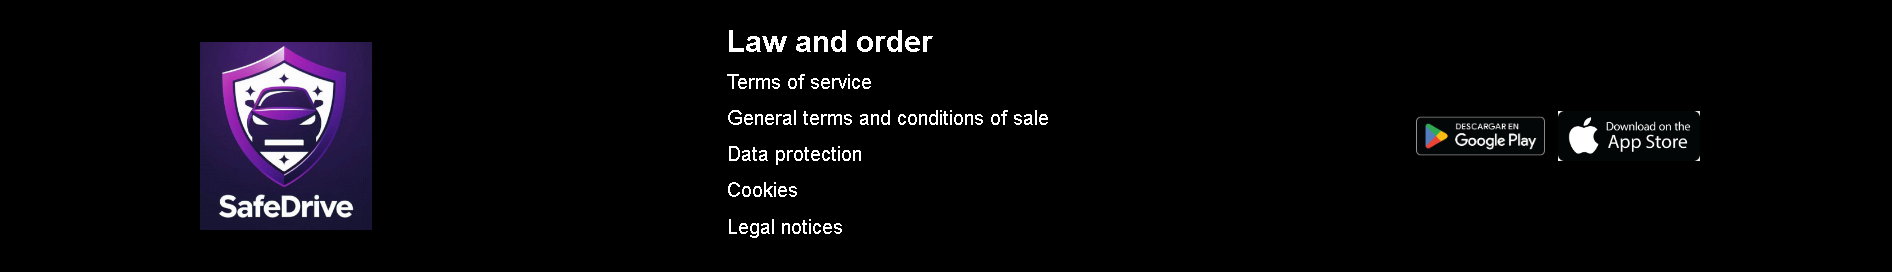 SafeDrive
Law and order
Terms of service
General terms and conditions of sale
Data protection
Cookies
Legal notices
DESCARGAR EN
Google Play
Download on the
App Store